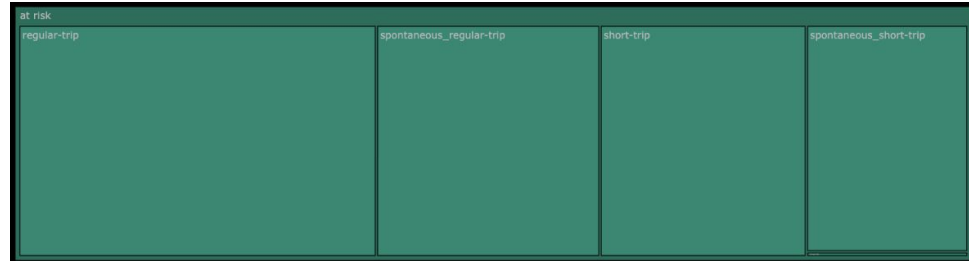 at risk
regular-trip
spontaneous_regular-trip
short-trip
spontaneous_short-trip